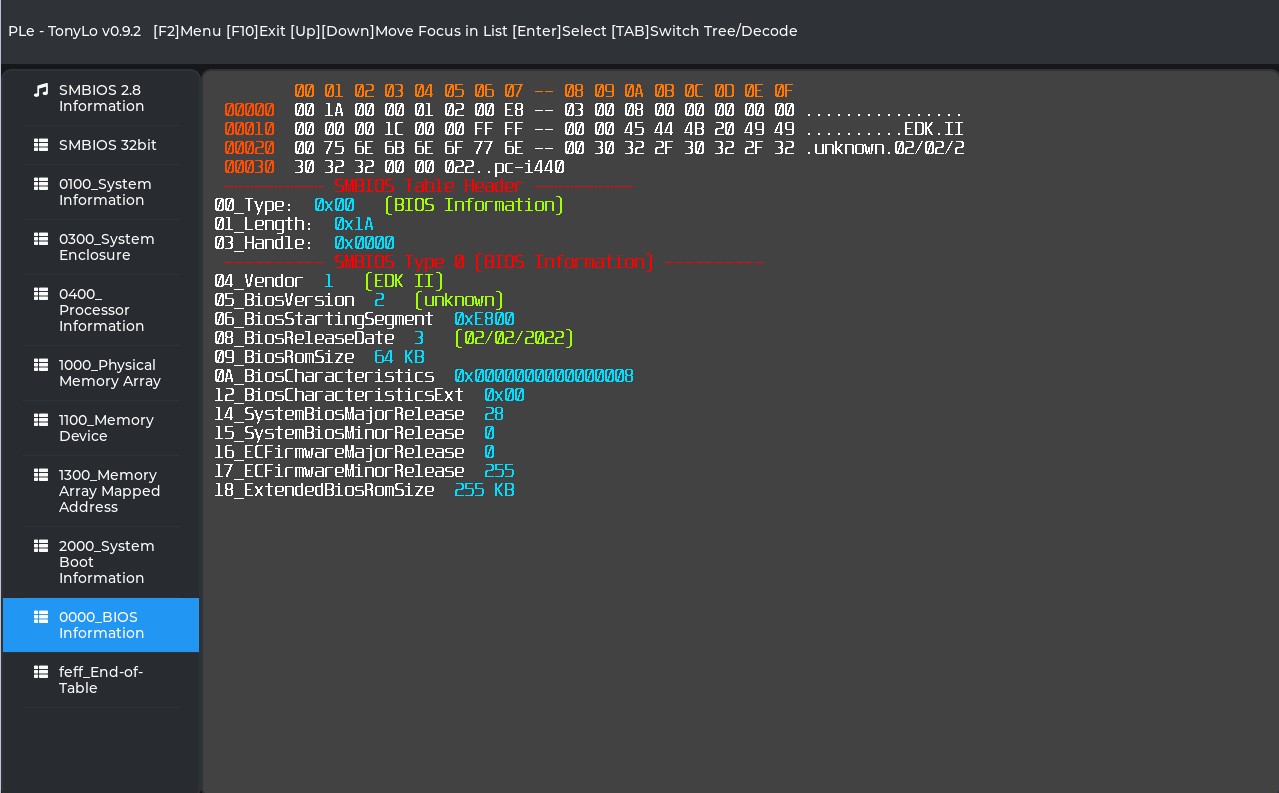 PLe - TonyLo v0.9.2 [F2]Menu [F10]Exit [Up][Down]Move Focus in List [Enter]Select [TAB]Switch Tree/Decode
SMBIOS 2.8
Information
SMBIOS 32bit
0100_System
Information
0300_System
Enclosure
0400_
Processor
Information
1000_Physical
Memory Array
1100_Memory
Device
1300_Memory
Array Mapped
Address
2000_System
Boot
Information
0000_BIOS
Information
feff_End-of-
Table
00 01 02 03 04 05 06 07 -- 08 09 0A 0B 0C 0D 0E 0F
00000 00 1A 00 00 01 02 00 E8 -- 03 00 08 00 00 00 00 00 ................
00010 00 00 00 1C 00 00 FF FF -- 00 00 45 44 4B 20 49 49 ..........EDK.II
00020 00 75 6E 6B 6E 6F 77 6E -- 00 30 32 2F 30 32 2F 32 .unknown.02/02/2
00030 30 32 32 00 00 022..pc-i440
---------- SMBIOS Table Header ----------
00_Type: 0x00 (BIOS Information)
01_Length: 0x1A
03_Handle: 0x0000
---------- SMBIOS Type 0 [BIOS Information] ----------
04_Vendor 1 (EDK II)
05_BiosVersion 2 (unknown)
06_BiosStartingSegment 0xE800
08_BiosReleaseDate 3 (02/02/2022)
09_BiosRomSize 64 KB
0A_BiosCharacteristics 0x0000000000000008
12_BiosCharacteristicsExt 0x00
14_SystemBiosMajorRelease 28
15_SystemBiosMinorRelease 0
16_ECFirmwareMajorRelease 0
17_ECFirmwareMinorRelease 255
18_ExtendedBiosRomSize 255 KB